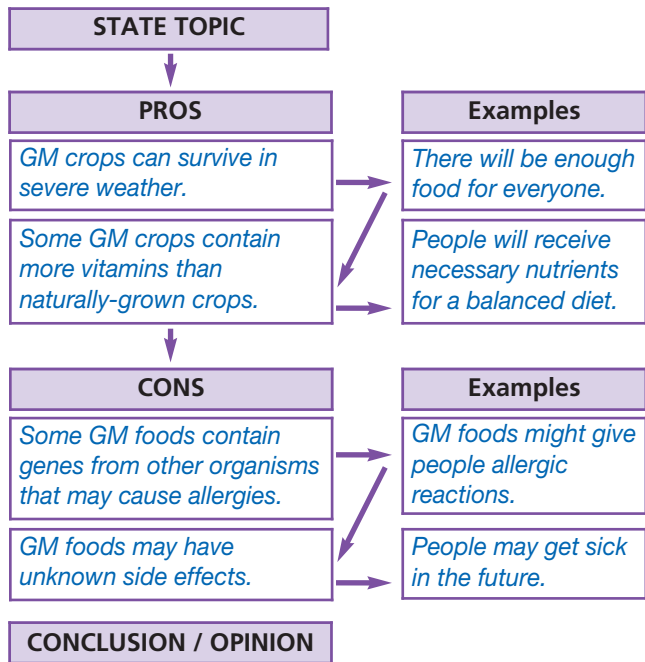 STATE TOPIC
PROS
Examples
GM crops can survive in
severe weather.
There will be enough
food for everyone.
Some GM crops contain
more vitamins than
naturally-grown crops.
People will receive
necessary nutrients
for a balanced diet.
CONS
Examples
Some GM foods contain
genes from other organisms
that may cause allergies.
GM foods might give
people allergic
reactions.
GM foods may have
unknown side effects.
People may get sick
in the future.
CONCLUSION / OPINION